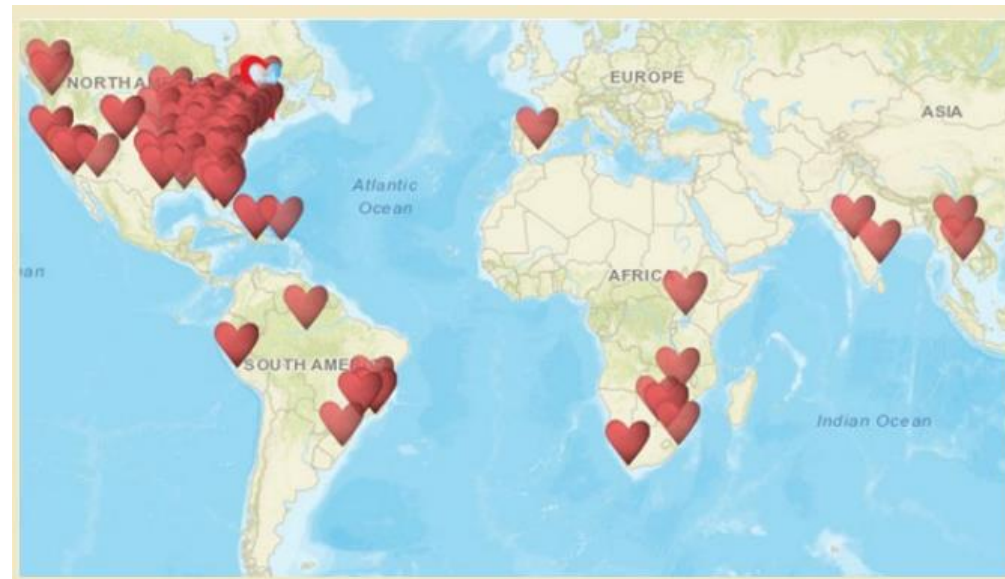 NORTH
EUROPE
ASIA
Atlantic
Ocean
AFRICA
SOUTH AME
Indian Ocean